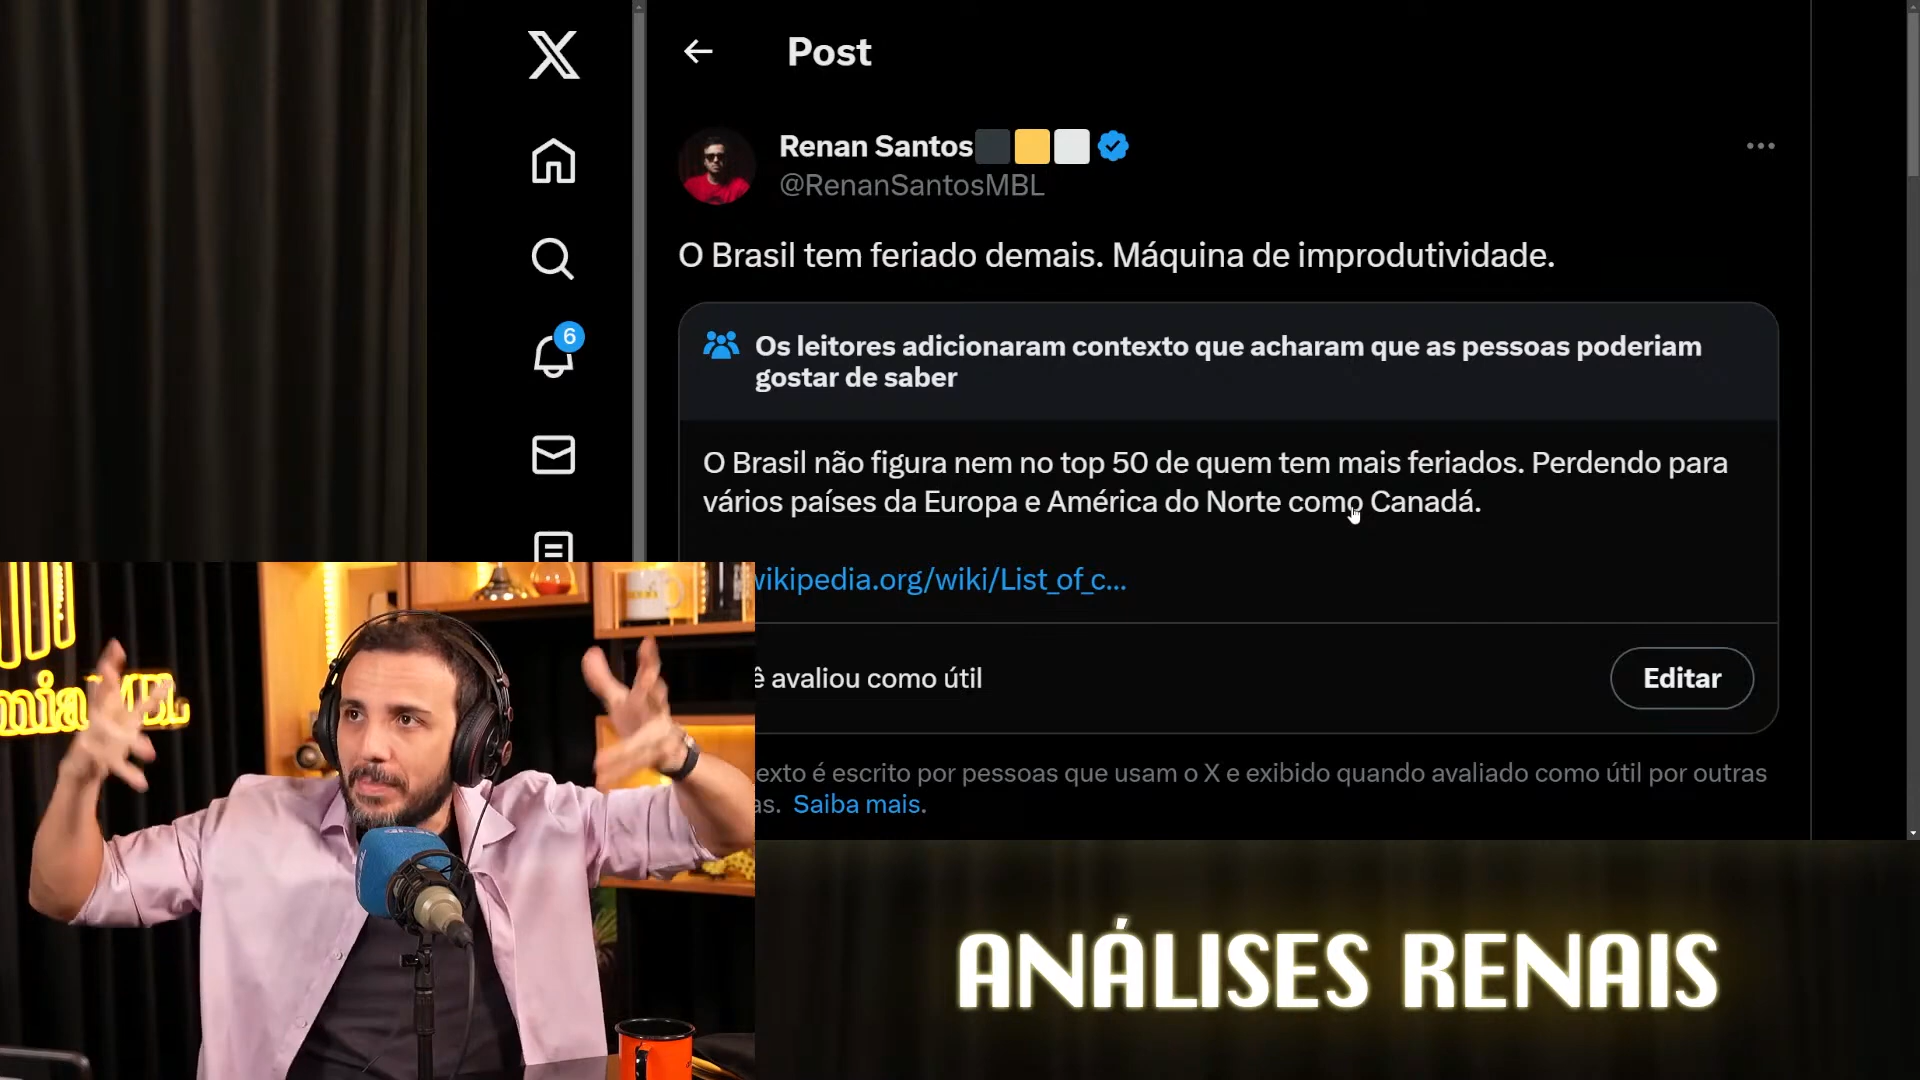 Post
Renan Santos
@RenanSantosMBL
O Brasil tem feriado demais. Máquina de improdutividade.
Os leitores adicionaram contexto que acharam que as pessoas poderiam
gostar de saber
6
O Brasil não figura nem no top 50 de quem tem mais feriados. Perdendo para
vários países da Europa e América do Norte como Canadá.
wikipedia.org/wiki/List_of_c...
ê avaliou como útil
Editar
exto é escrito por pessoas que usam o X e exibido quando avaliado como útil por outras
as. Saiba mais.
ANÁLISES RENAIS